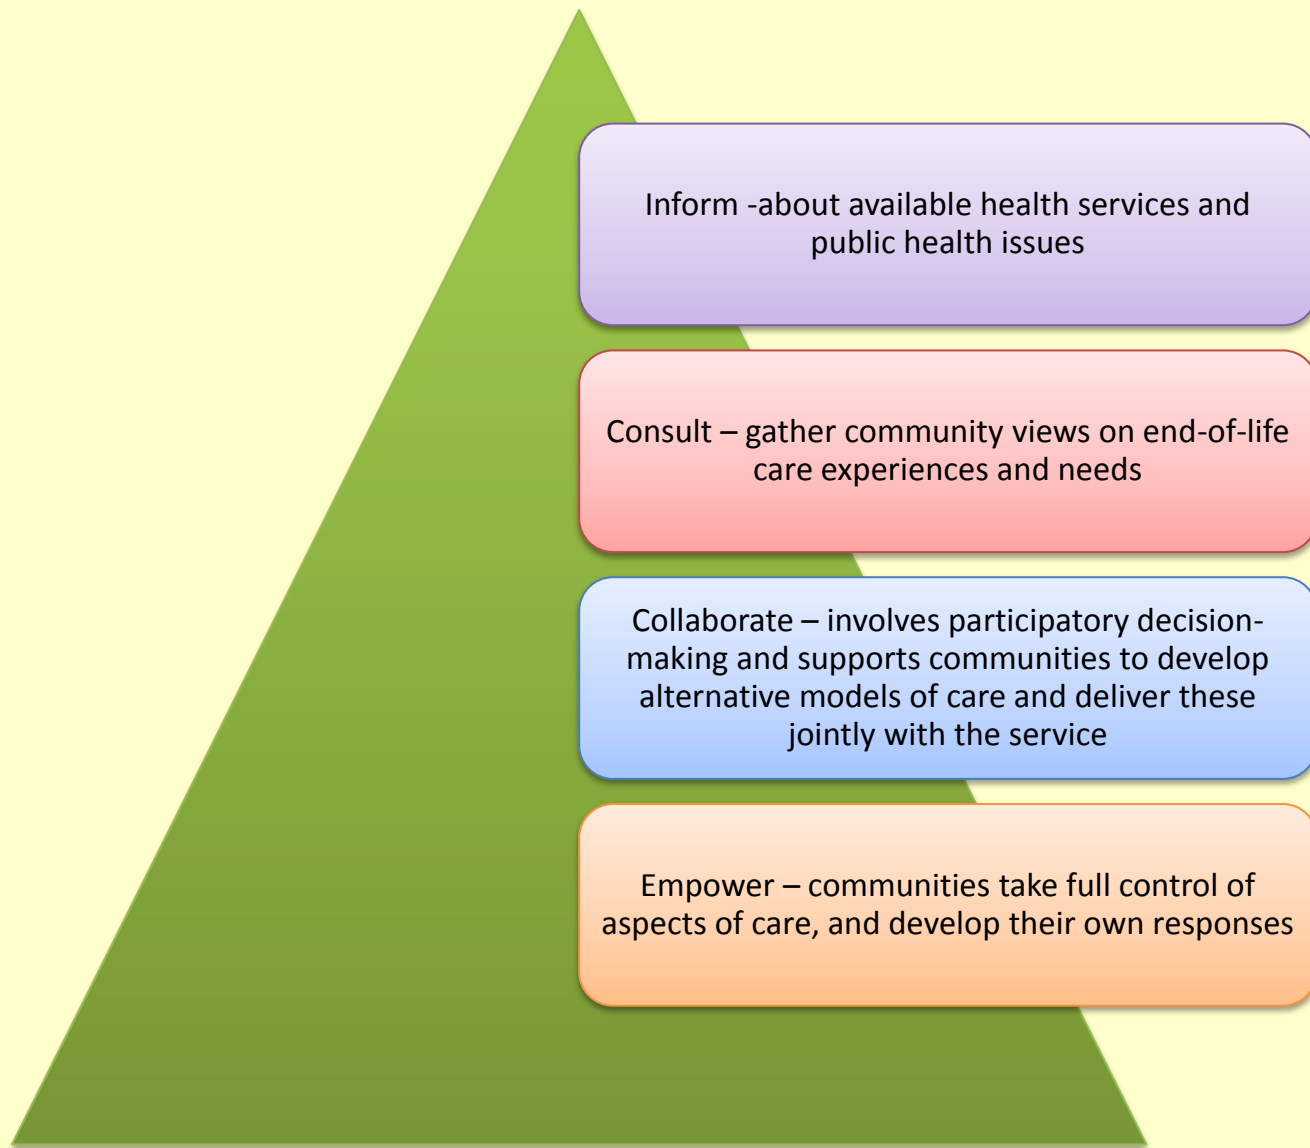 Inform -about available health services and
public health issues
Consult – gather community views on end-of-life
care experiences and needs
Collaborate – involves participatory decision-
making and supports communities to develop
alternative models of care and deliver these
jointly with the service
Empower – communities take full control of
aspects of care, and develop their own responses